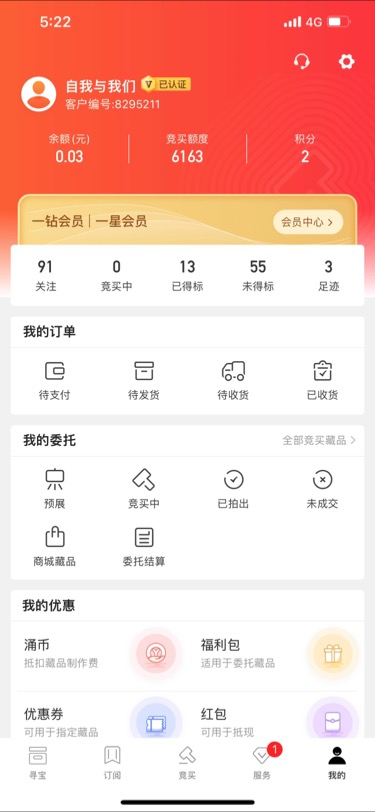 5:22 4G
自我与我们 V 已认证
客户编号:8295211
余额(元) 竞买额度 积分
0.03 6163 2
一钻会员 | 一星会员 会员中心 >
91 0 13 55 3
关注 竞买中 已得标 未得标 足迹
我的订单
待支付 待发货 待收货 已收货
我的委托 全部竞买藏品 >
预展 竞买中 已拍出 未成交
商城藏品 委托结算
我的优惠
涌币 福利包
抵扣藏品制作费 适用于委托藏品
优惠券 红包
可用于指定藏品 可用于抵现
1
寻宝 订阅 竞买 服务 我的